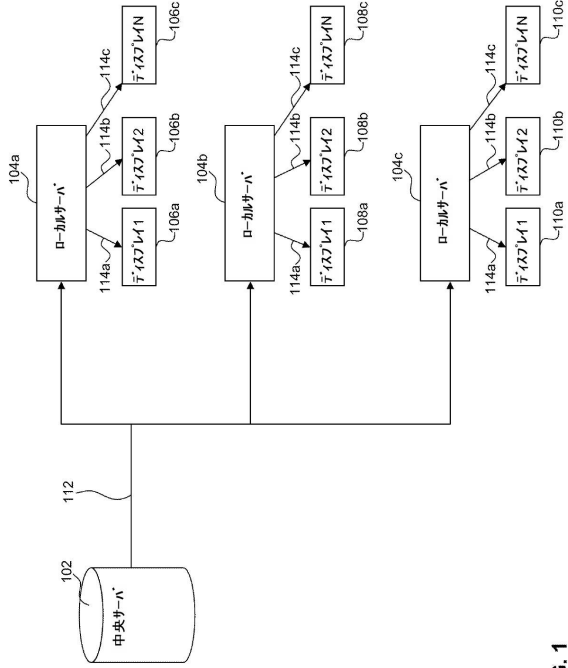 102
中央サーバ
112
104a
ローカルサーバ
114a
114b
114c
ディスプレイ1
ディスプレイ2
ディスプレイN
106a
106b
106c
104b
ローカルサーバ
114a
114b
114c
ディスプレイ1
ディスプレイ2
ディスプレイN
108a
108b
108c
104c
ローカルサーバ
114a
114b
114c
ディスプレイ1
ディスプレイ2
ディスプレイN
110a
110b
110c
. 1